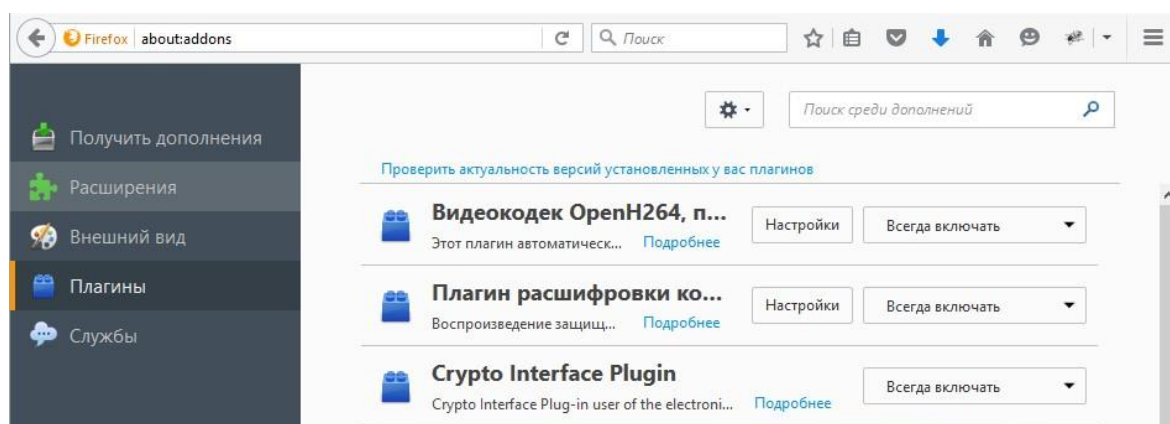 Firefox about:addons
Поиск
Получить дополнения
Расширения
Внешний вид
Плагины
Службы
Поиск среди дополнений
Проверить актуальность версий установленных у вас плагинов
Видеокодек OpenH264, п...
Этот плагин автоматическ... Подробнее
Настройки
Всегда включать
Плагин расшифровки ко...
Воспроизведение защищ... Подробнее
Настройки
Всегда включать
Crypto Interface Plugin
Crypto Interface Plug-in user of the electroni... Подробнее
Всегда включать